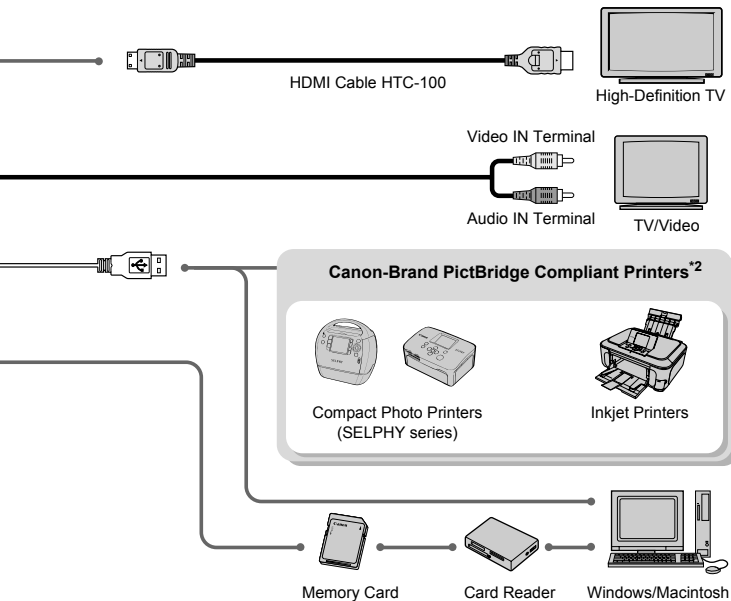 HDMI Cable HTC-100
High-Definition TV
Video IN Terminal
Audio IN Terminal
TV/Video
Canon-Brand PictBridge Compliant Printers*2
Compact Photo Printers
(SELPHY series)
Inkjet Printers
Memory Card
Card Reader
Windows/Macintosh